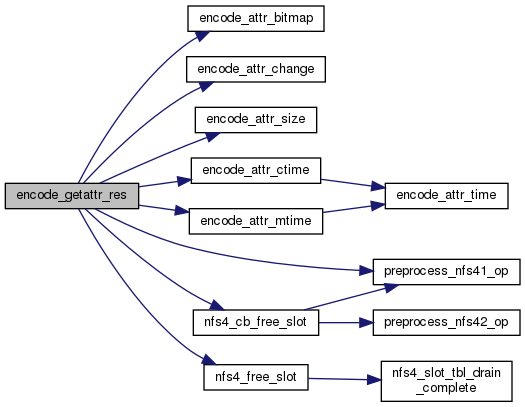 encode_attr_bitmap
encode_attr_change
encode_attr_size
encode_attr_ctime
encode_getattr_res
encode_attr_time
encode_attr_mtime
preprocess_nfs41_op
nfs4_cb_free_slot
preprocess_nfs42_op
nfs4_free_slot
nfs4_slot_tbl_drain
_complete